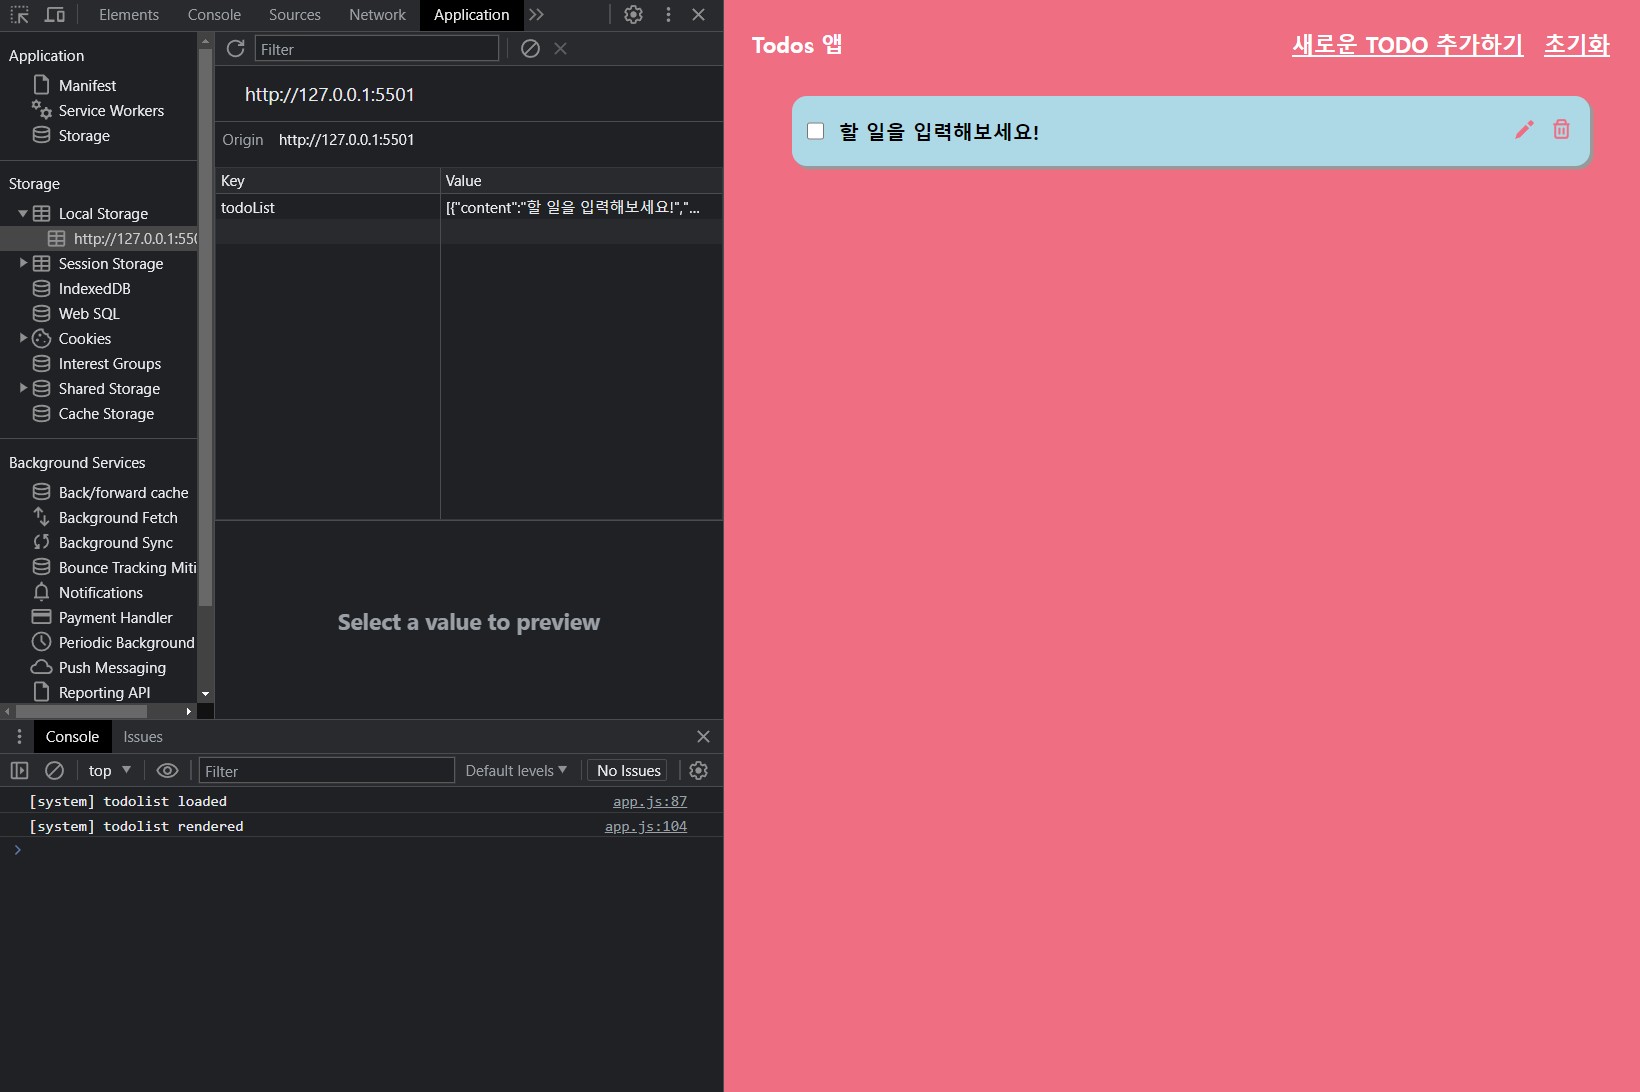 Elements Console Sources Network Application
Application
Manifest
Service Workers
Storage
Storage
Local Storage
http://127.0.0.1:550
Session Storage
IndexedDB
Web SQL
Cookies
Interest Groups
Shared Storage
Cache Storage
Background Services
Back/forward cache
Background Fetch
Background Sync
Bounce Tracking Miti
Notifications
Payment Handler
Periodic Background
Push Messaging
Reporting API
Filter
http://127.0.0.1:5501
Origin http://127.0.0.1:5501
Key Value
todoList [{"content":"할 일을 입력해보세요!","...
Select a value to preview
Console Issues
top Filter Default levels No Issues
[system] todolist loaded app.js:87
[system] todolist rendered app.js:104
Todos 앱 새로운 TODO 추가하기 초기화
할 일을 입력해보세요!